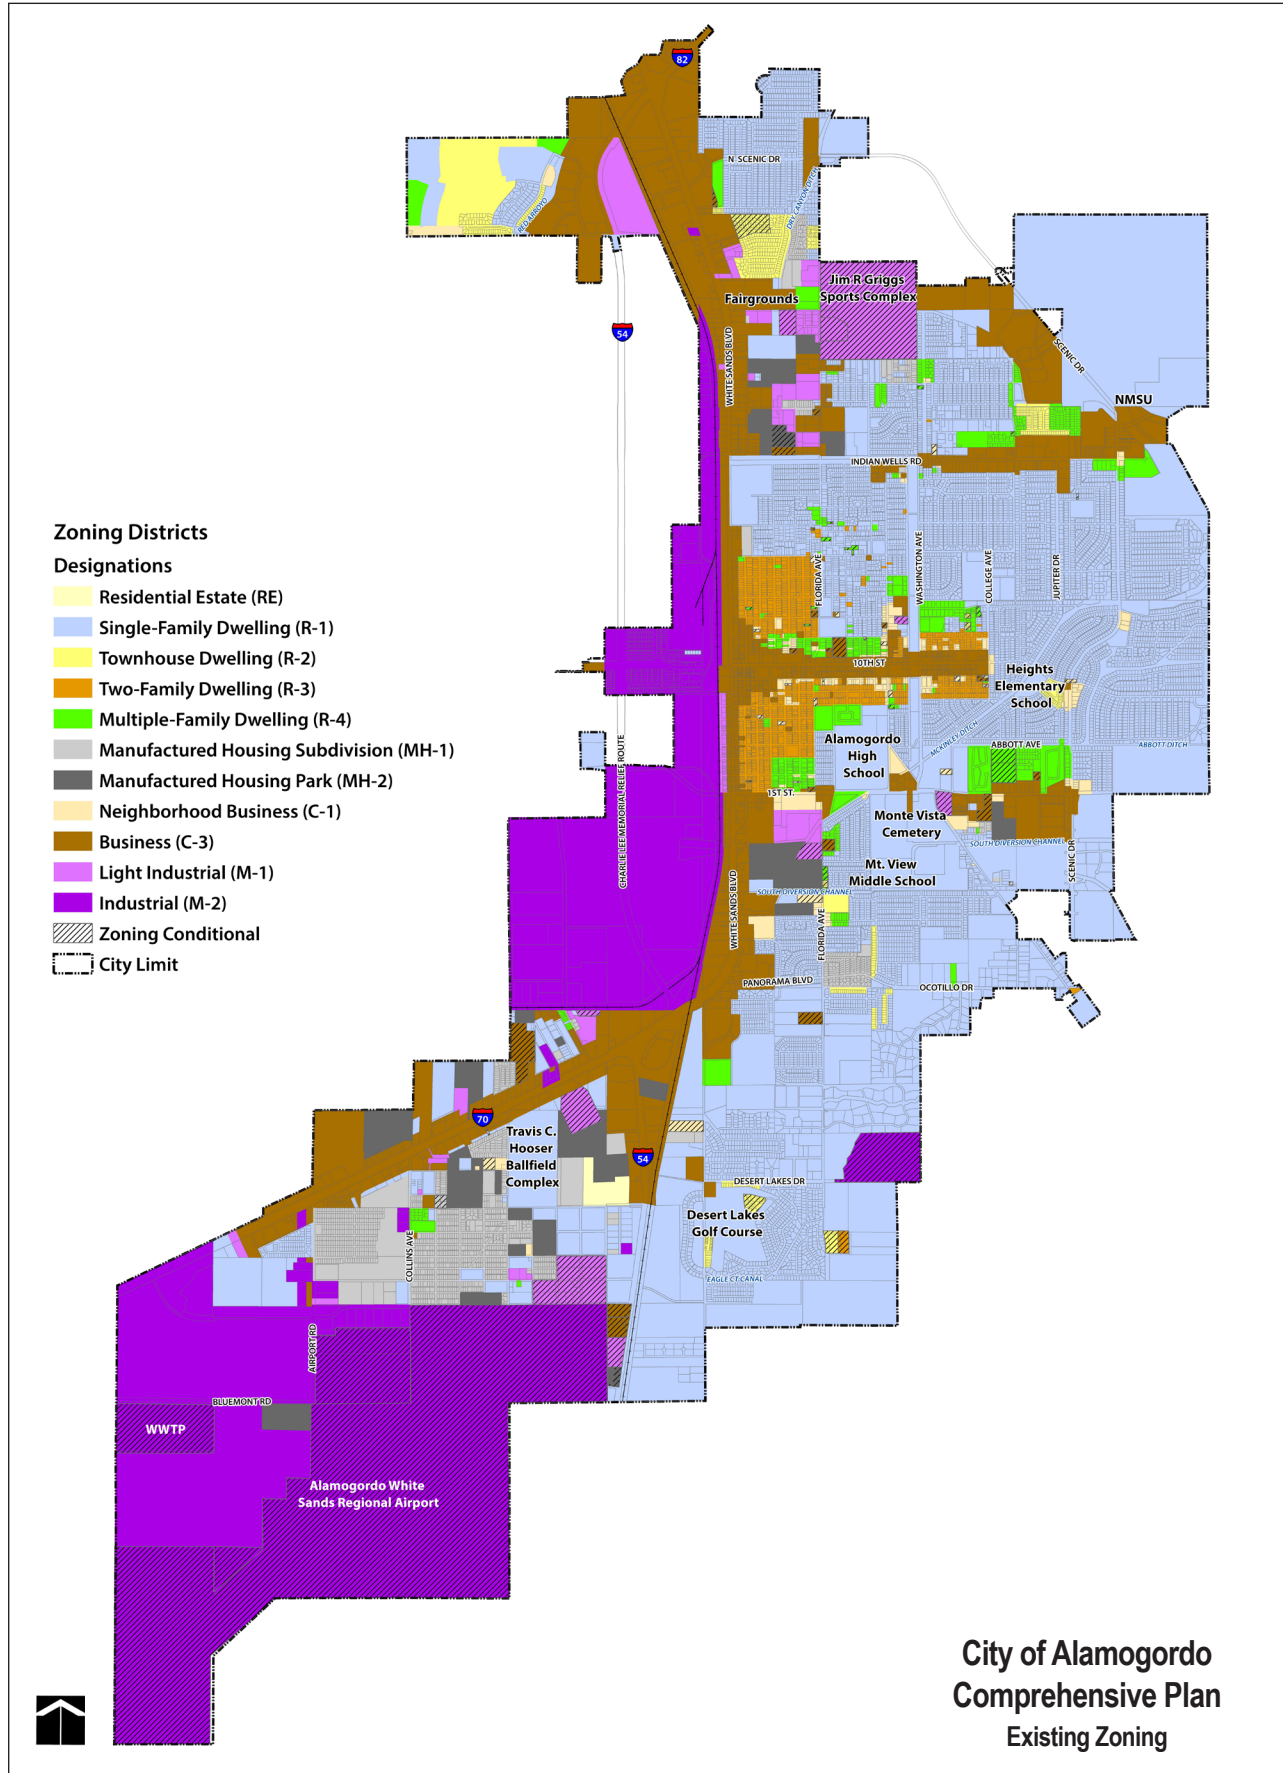 82
N. SCENIC DR
DRY CANYON DITCH
RED ARROYO
Jim R Griggs
Sports Complex
Fairgrounds
54
WHITE SANDS BLVD
SCENIC DR
NMSU
INDIAN WELLS RD
Zoning Districts
Designations
Residential Estate (RE)
Single-Family Dwelling (R-1)
Townhouse Dwelling (R-2)
Two-Family Dwelling (R-3)
Multiple-Family Dwelling (R-4)
Manufactured Housing Subdivision (MH-1)
Manufactured Housing Park (MH-2)
Neighborhood Business (C-1)
Business (C-3)
Light Industrial (M-1)
Industrial (M-2)
Zoning Conditional
City Limit
FLORIDA AVE
WASHINGTON AVE
COLLEGE AVE
JUPITER DR
10TH ST
Heights
Elementary
School
MCKINLEY DITCH
ABBOTT AVE
ABBOTT DITCH
Alamogordo
High
School
CHARLIE LEE MEMORIAL RELIEF ROUTE
1ST ST.
Monte Vista
Cemetery
SOUTH DIVERSION CHANNEL
SCENIC DR
Mt. View
Middle School
SOUTH DIVERSION CHANNEL
WHITE SANDS BLVD
FLORIDA AVE
PANORAMA BLVD
OCOTILLO DR
70
Travis C.
Hooser
Ballfield
Complex
54
DESERT LAKES DR
Desert Lakes
Golf Course
COLLINS AVE
EAGLE CT CANAL
AIRPORT RD
BLUEMONT RD
WWTP
Alamogordo White
Sands Regional Airport
City of Alamogordo
Comprehensive Plan
Existing Zoning